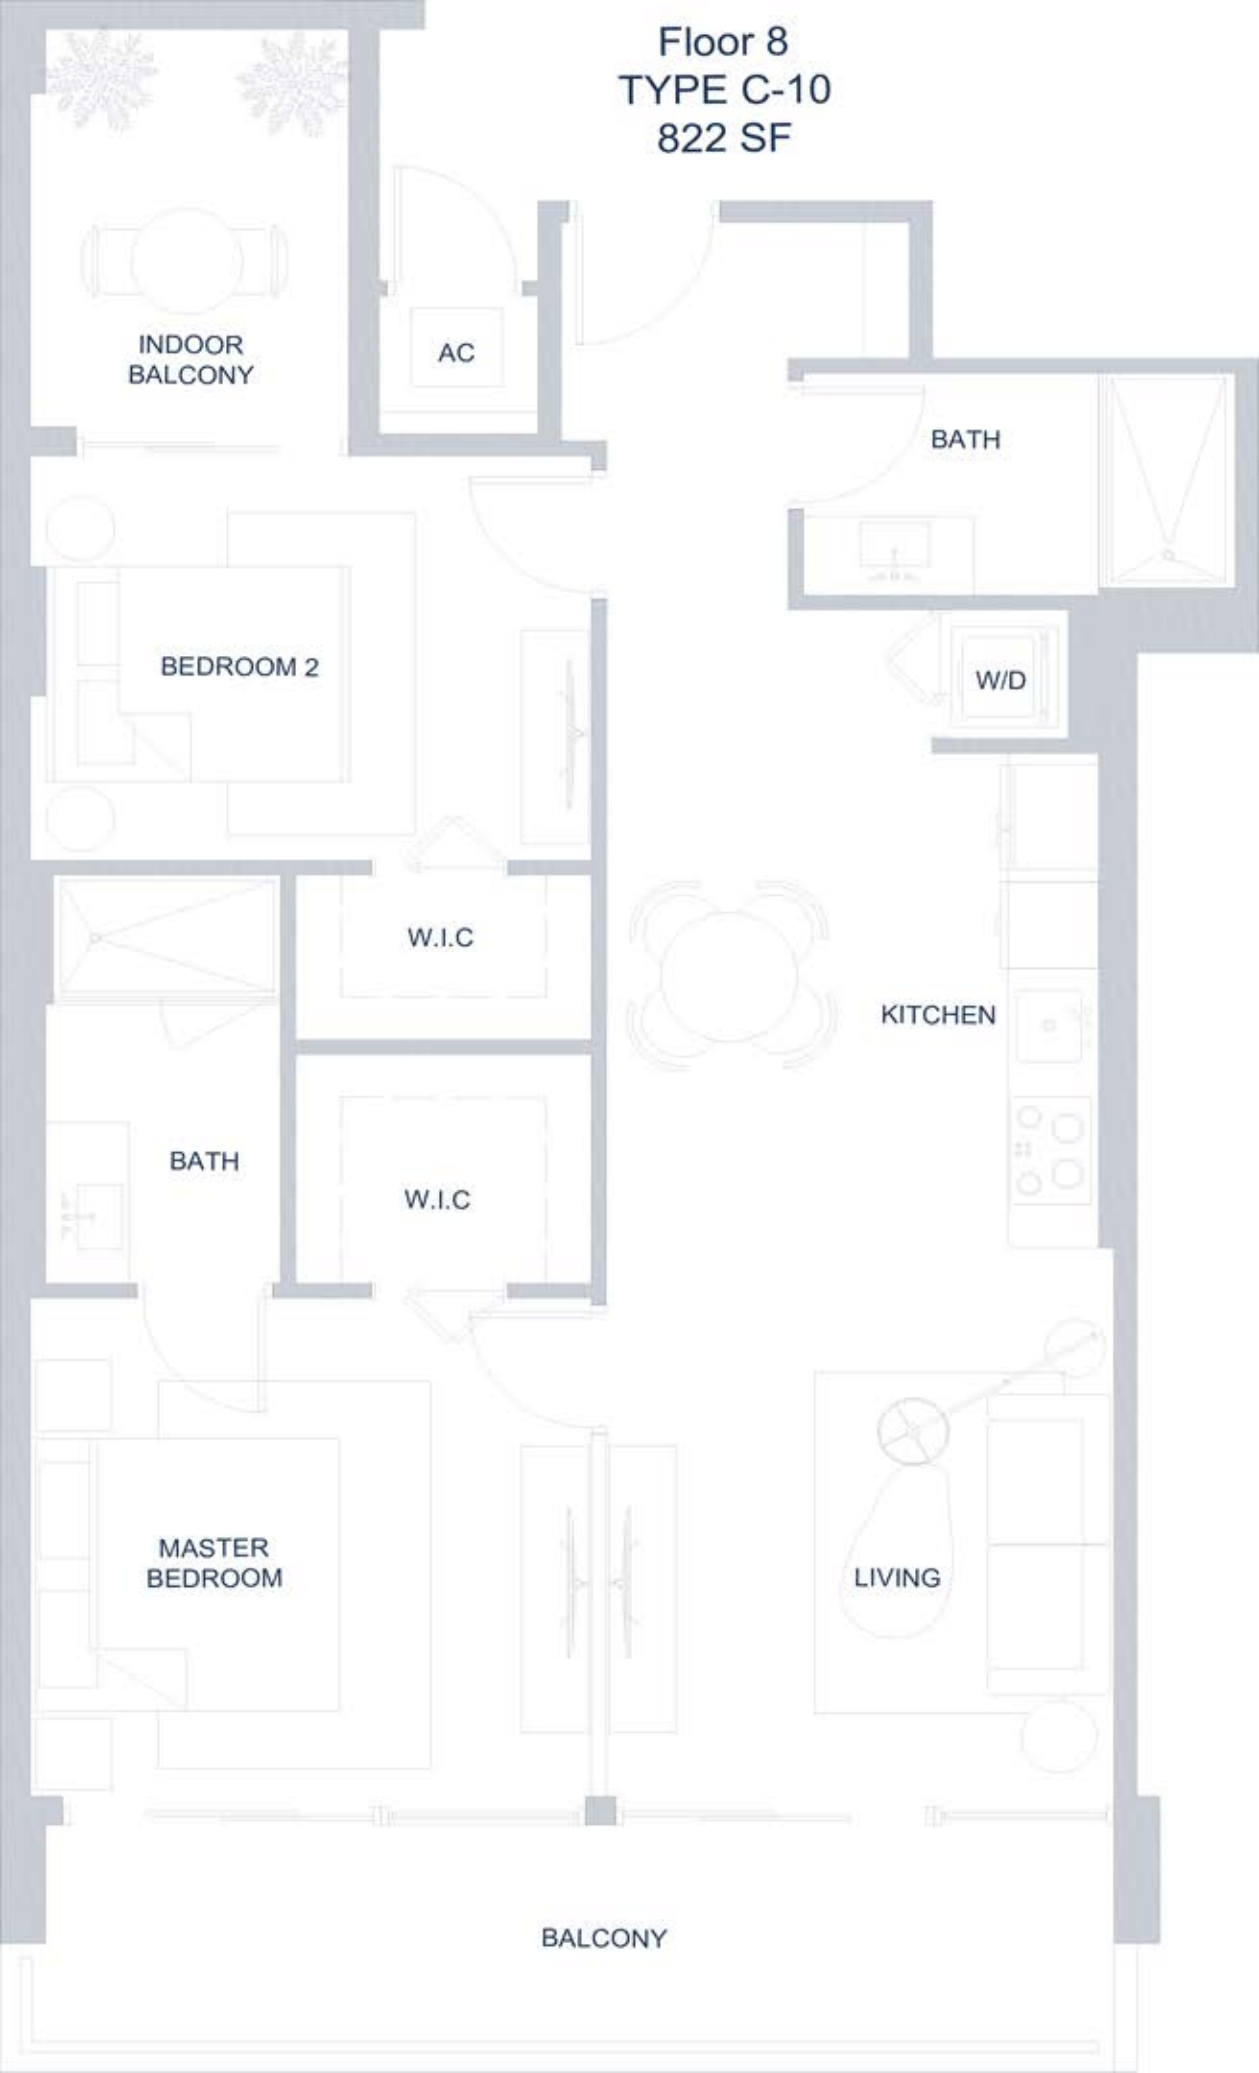 Floor 8
TYPE C-10
822 SF
INDOOR
BALCONY
AC
BATH
BEDROOM 2
W/D
W.I.C
KITCHEN
BATH
W.I.C
MASTER
BEDROOM
LIVING
BALCONY